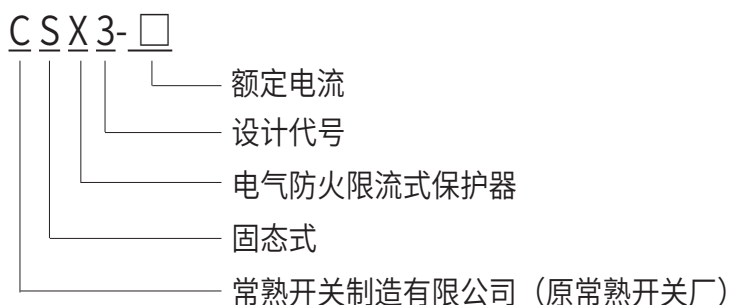 CSX3-□
额定电流
设计代号
电气防火限流式保护器
固态式
常熟开关制造有限公司（原常熟开关厂）